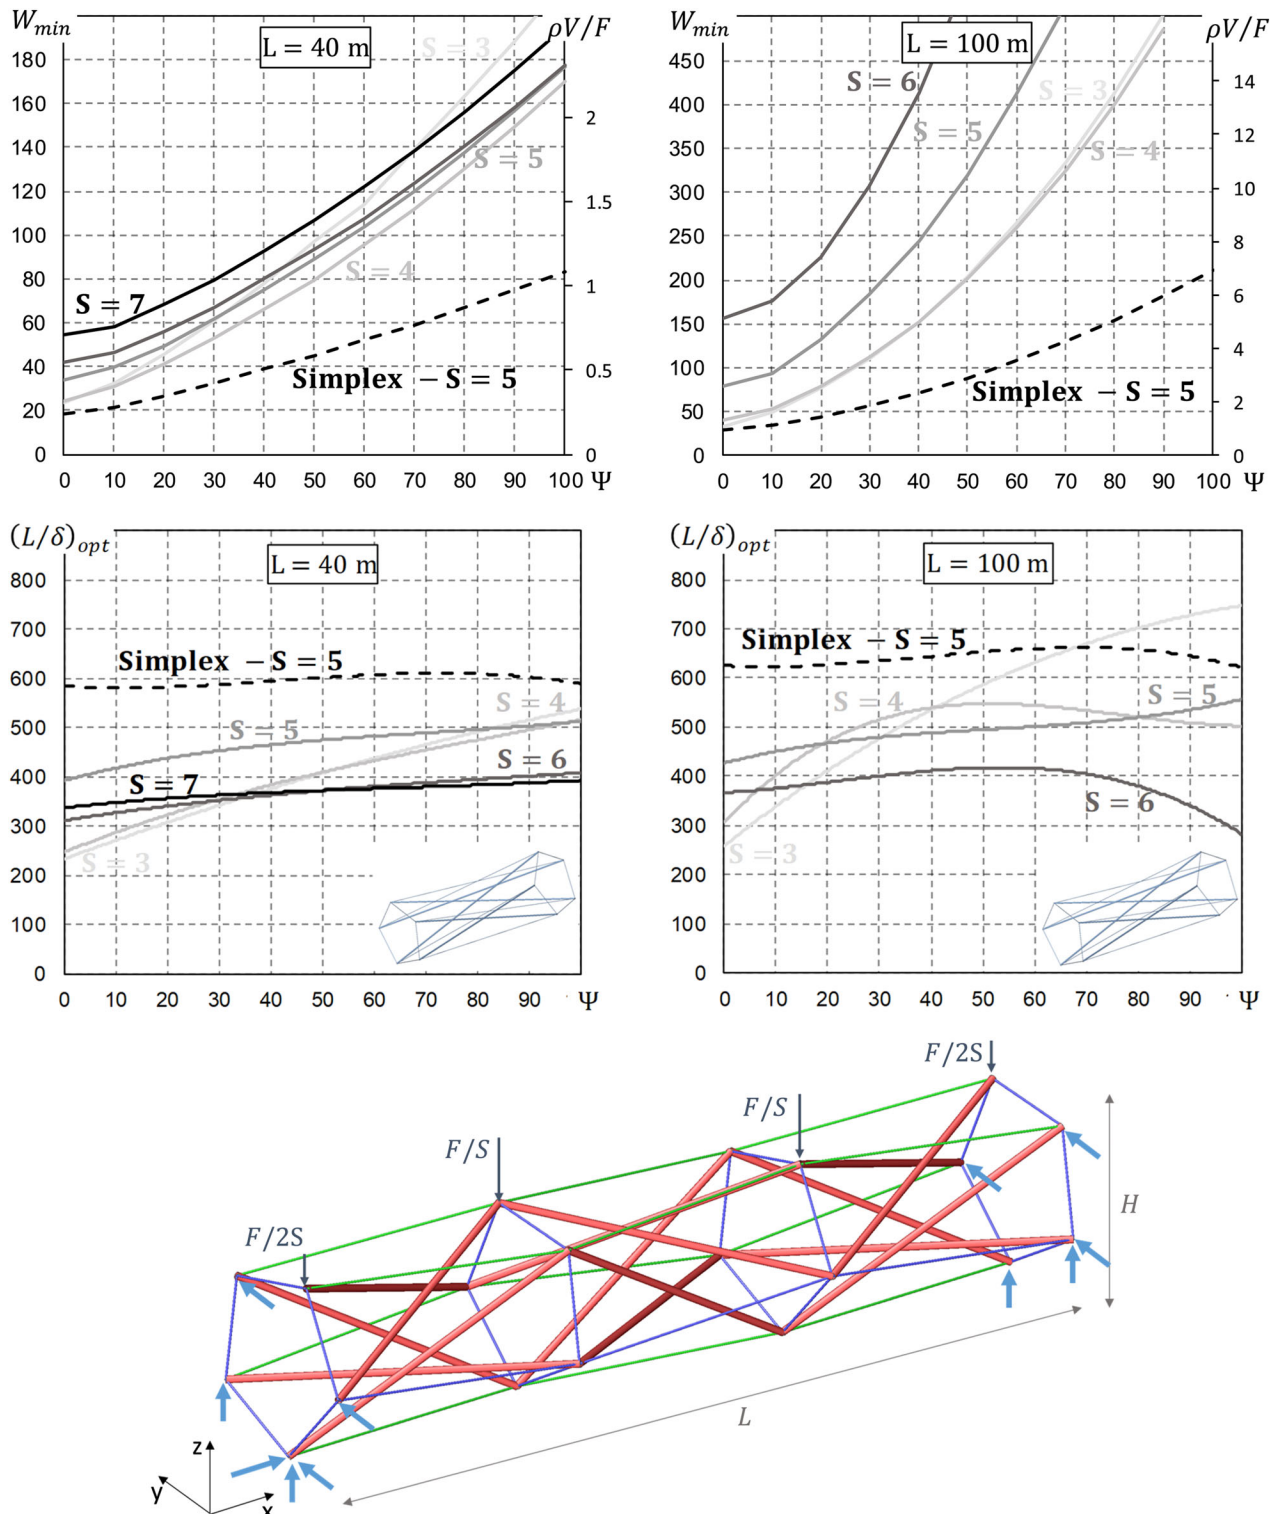 W_min L = 40 m ρV/F
180
160
140
120
100
80
60
40
20
0
2
1.5
1
0.5
0
S = 3
S = 5
S = 4
S = 7
Simplex − S = 5
0 10 20 30 40 50 60 70 80 90 100 Ψ
W_min L = 100 m ρV/F
450
400
350
300
250
200
150
100
50
0
14
12
10
8
6
4
2
0
S = 6
S = 3
S = 5
S = 4
Simplex − S = 5
0 10 20 30 40 50 60 70 80 90 100 Ψ
(L/δ)_opt L = 40 m
800
700
600
500
400
300
200
100
0
Simplex − S = 5
S = 4
S = 5
S = 6
S = 7
S = 3
0 10 20 30 40 50 60 70 80 90 Ψ
(L/δ)_opt L = 100 m
800
700
600
500
400
300
200
100
0
Simplex − S = 5
S = 4
S = 5
S = 6
S = 3
0 10 20 30 40 50 60 70 80 90 Ψ
F/2S
F/S
F/S
F/2S
H
L
z
y
x